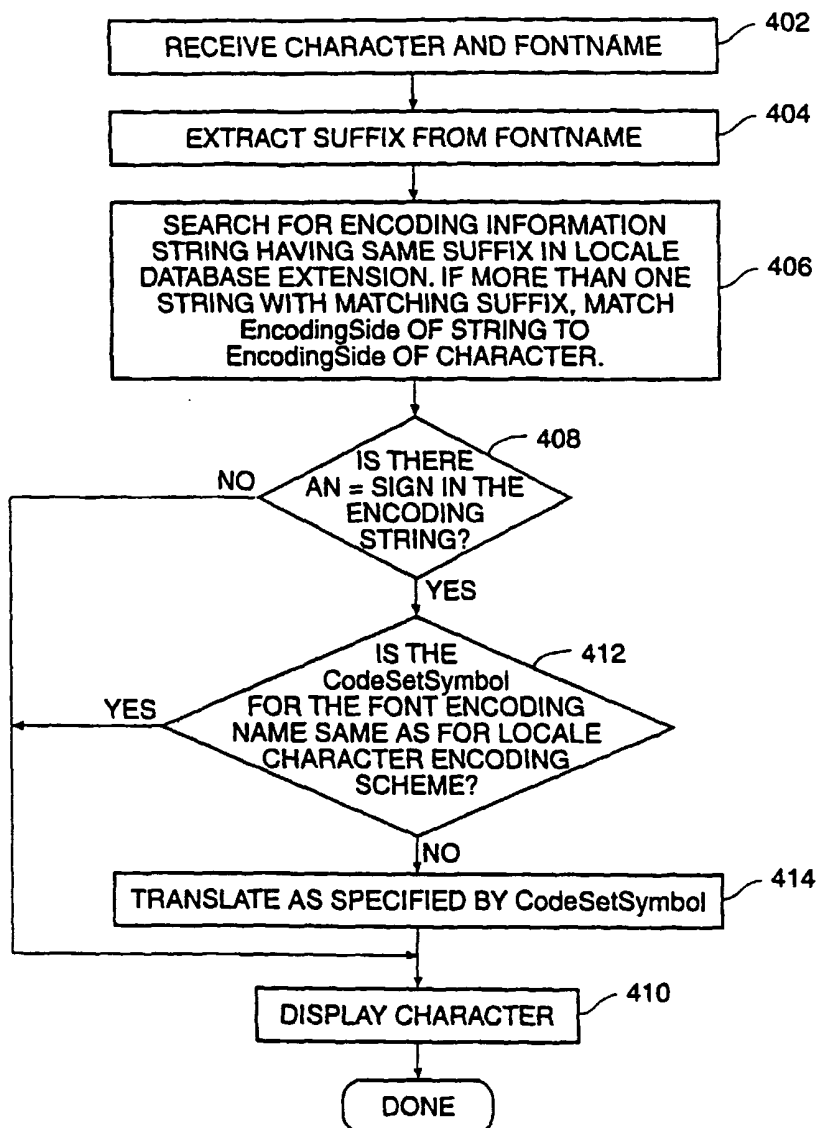 RECEIVE CHARACTER AND FONTNAME
402
EXTRACT SUFFIX FROM FONTNAME
404
SEARCH FOR ENCODING INFORMATION
STRING HAVING SAME SUFFIX IN LOCALE
DATABASE EXTENSION. IF MORE THAN ONE
STRING WITH MATCHING SUFFIX, MATCH
EncodingSide OF STRING TO
EncodingSide OF CHARACTER.
406
IS THERE
AN = SIGN IN THE
ENCODING
STRING?
408
NO
YES
IS THE
CodeSetSymbol
FOR THE FONT ENCODING
NAME SAME AS FOR LOCALE
CHARACTER ENCODING
SCHEME?
412
YES
NO
TRANSLATE AS SPECIFIED BY CodeSetSymbol
414
DISPLAY CHARACTER
410
DONE